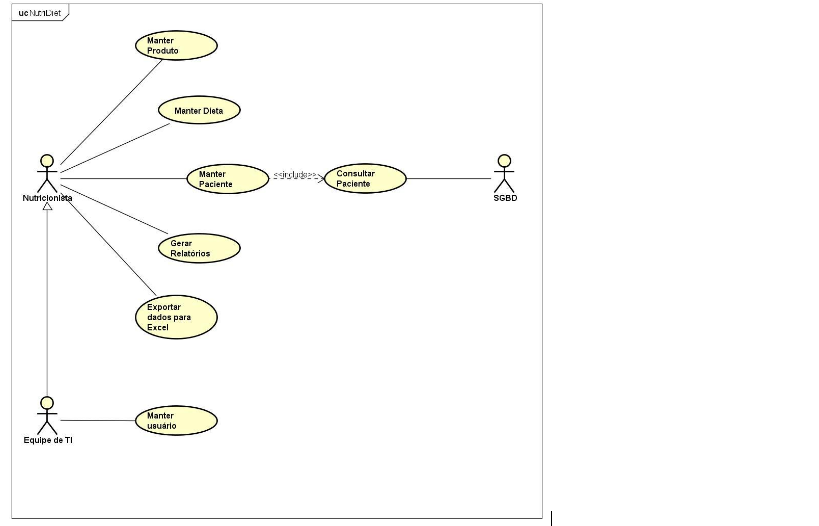 uc NutriDiet
Manter
Produto
Manter Dieta
Manter
Paciente
<<include>>
Consultar
Paciente
Nutricionista
SGBD
Gerar
Relatórios
Exportar
dados para
Excel
Manter
usuário
Equipe de TI